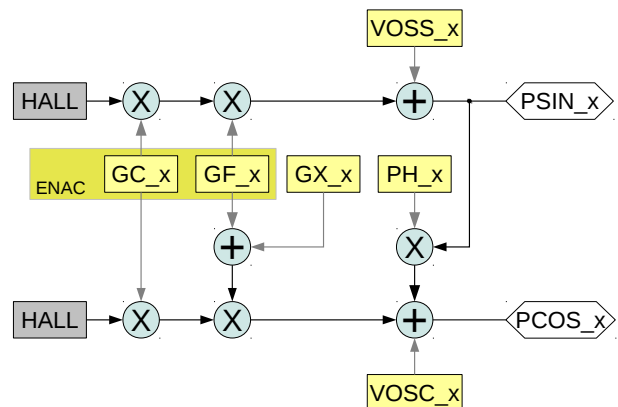 VOSS_x
HALL
X
X
+
PSIN_x
ENAC
GC_x
GF_x
GX_x
PH_x
+
X
HALL
X
X
+
PCOS_x
VOSC_x